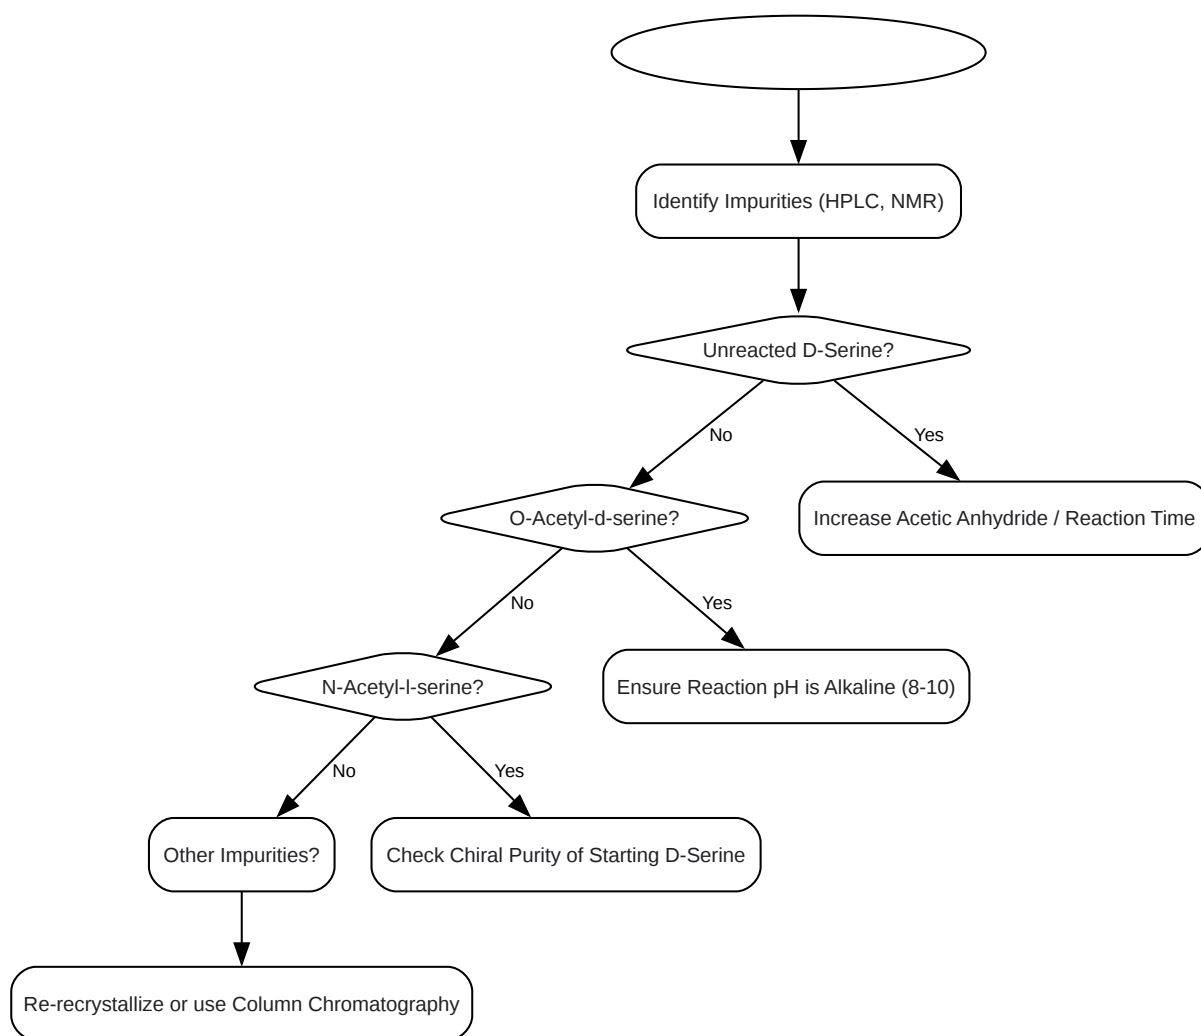 Identify Impurities (HPLC, NMR)
Unreacted D-Serine?
No
Yes
O-Acetyl-d-serine?
Increase Acetic Anhydride / Reaction Time
No
Yes
N-Acetyl-l-serine?
Ensure Reaction pH is Alkaline (8-10)
No
Yes
Other Impurities?
Check Chiral Purity of Starting D-Serine
Re-recrystallize or use Column Chromatography